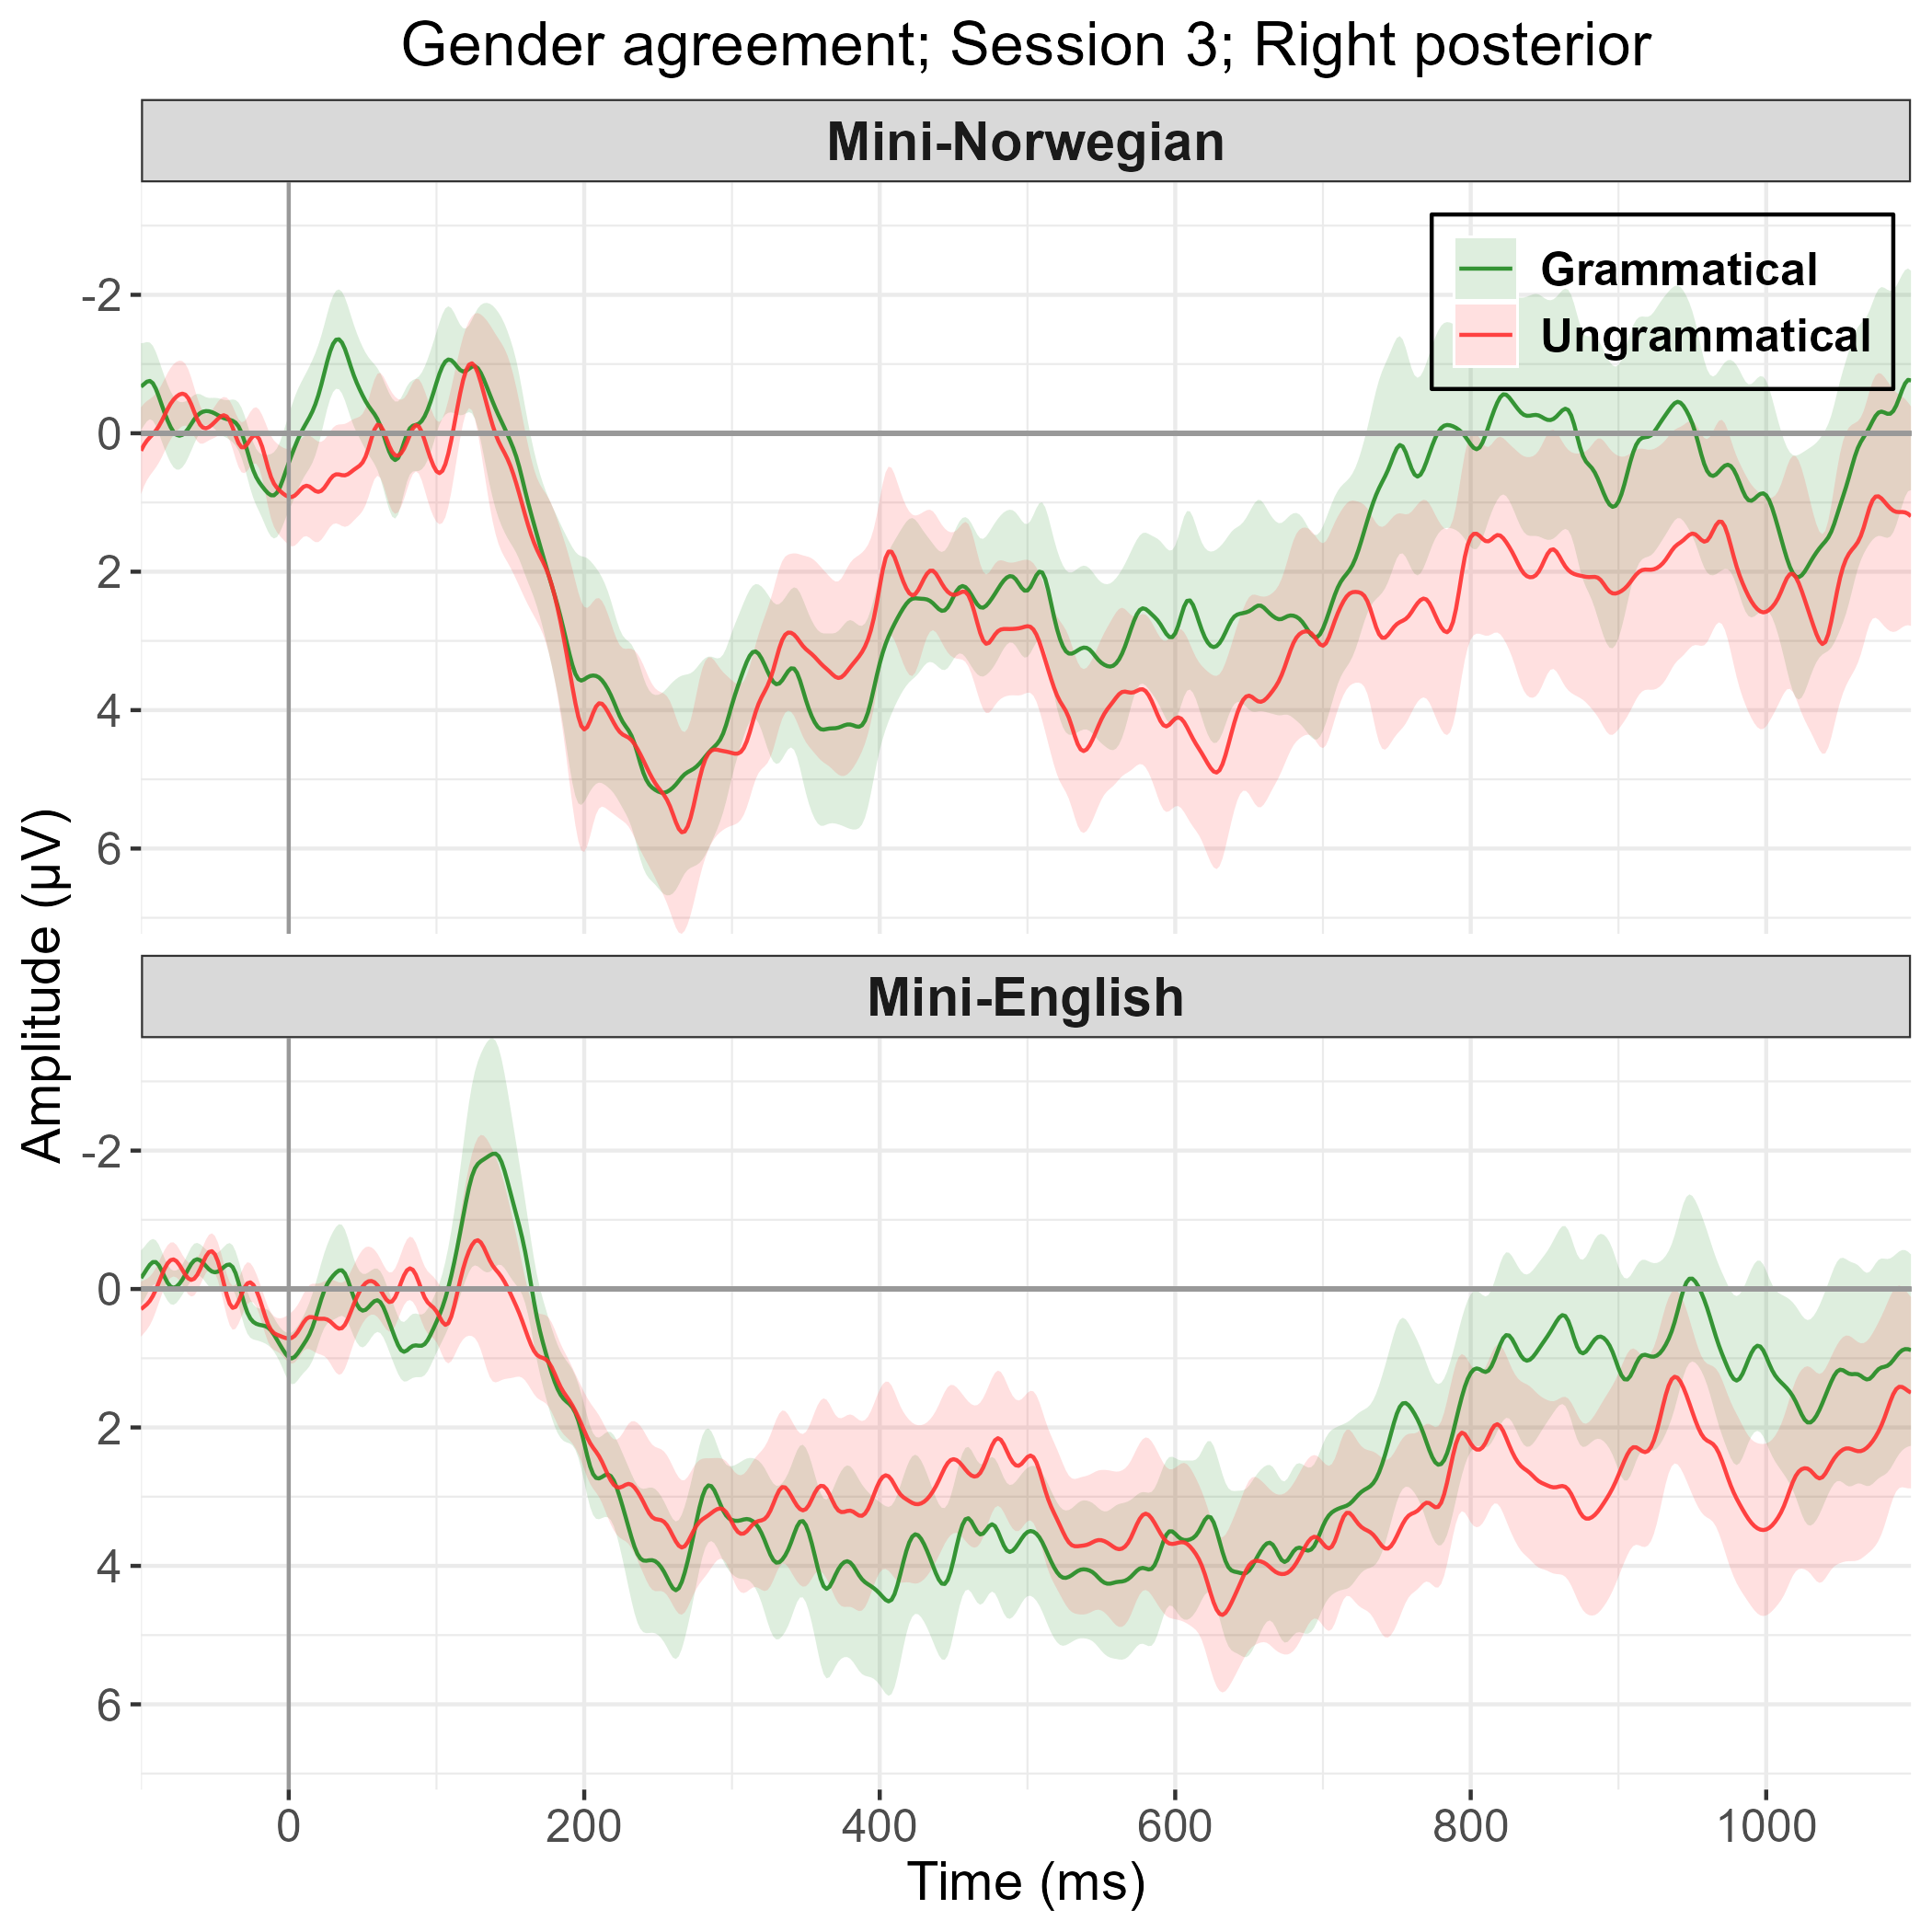 Gender agreement; Session 3; Right posterior
Mini-Norwegian
Grammatical
Ungrammatical
-2
0
2
4
6
Amplitude (µV)
Mini-English
-2
0
2
4
6
0 200 400 600 800 1000
Time (ms)